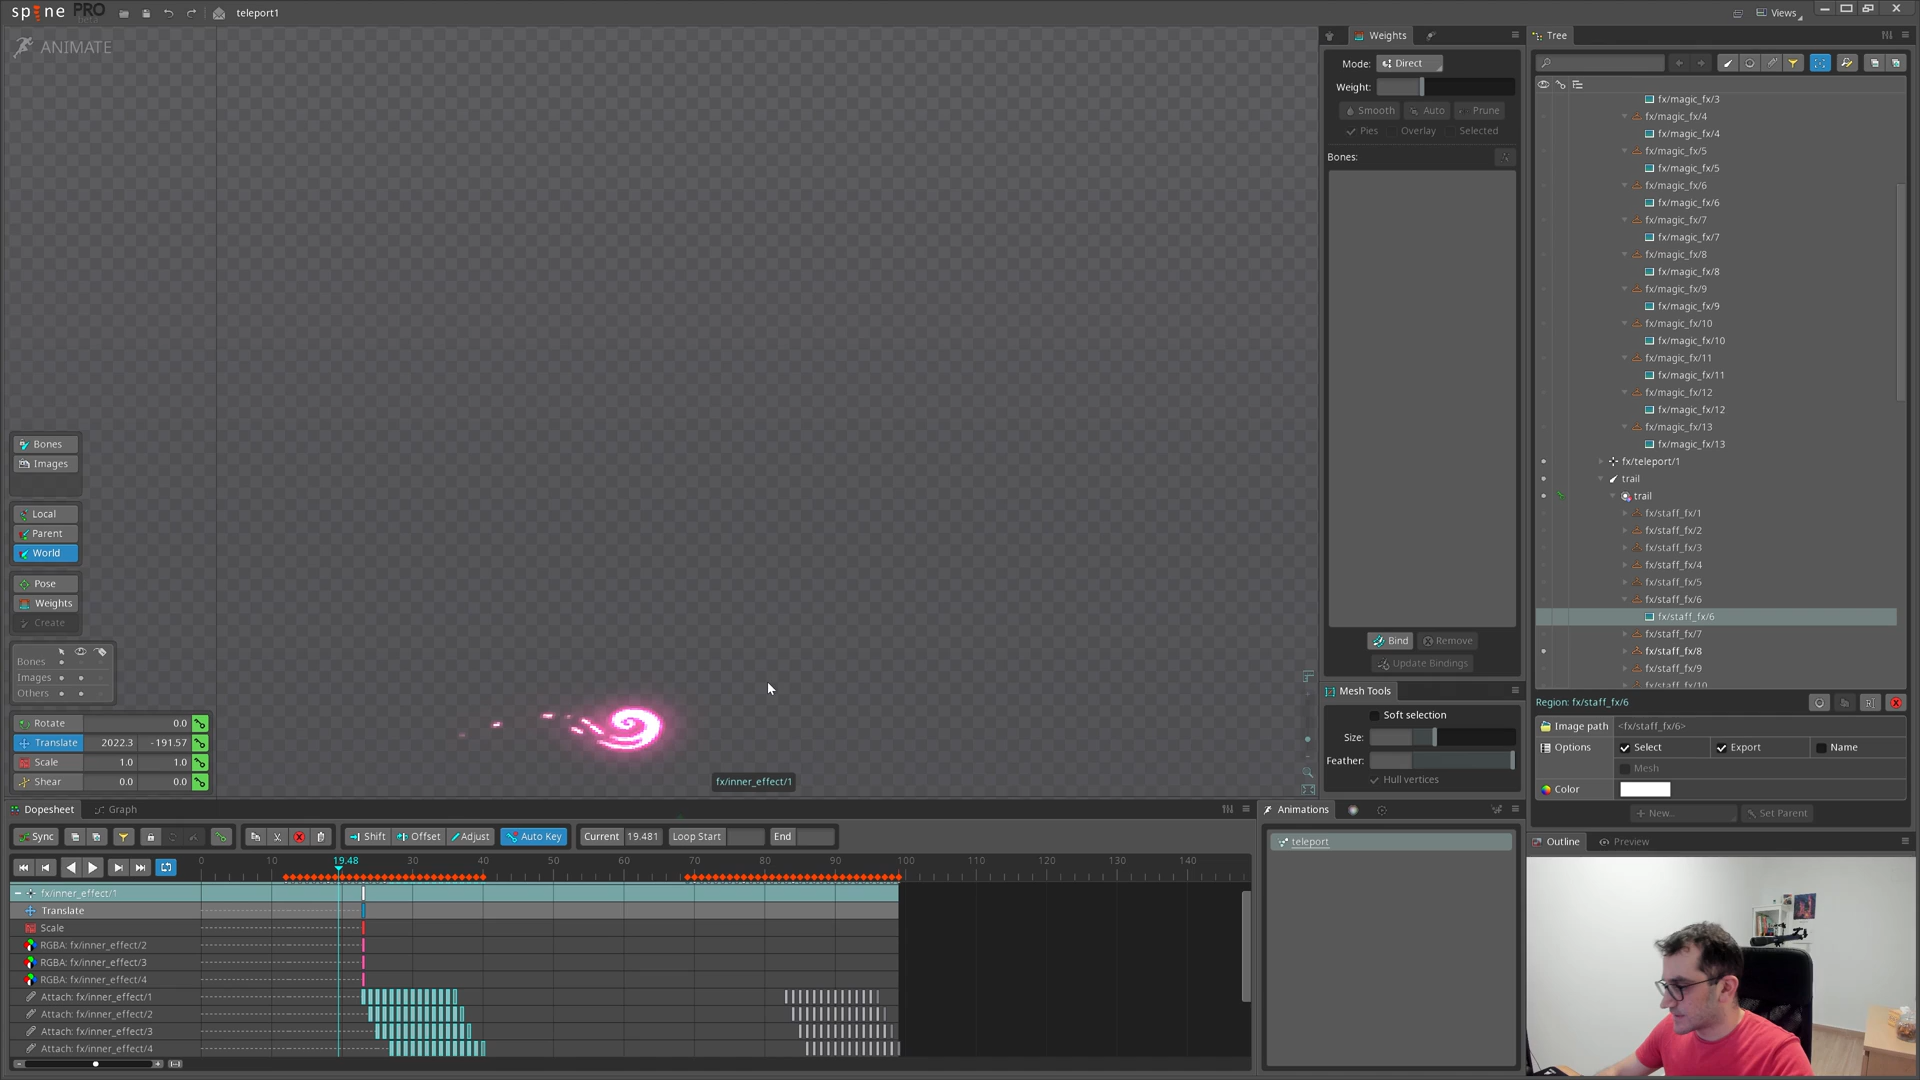 spine PRO
teleport1
Views
ANIMATE
Bones
Images
Local
Parent
World
Pose
Weights
Create
Bones
Images
Others
Rotate 0.0
Translate 2022.3 -191.57
Scale 1.0 1.0
Shear 0.0 0.0
fx/inner_effect/1
Weights
Mode: Direct
Weight:
Smooth Auto Prune
Pies Overlay Selected
Bones:
Bind Remove
Update Bindings
Mesh Tools
Soft selection
Size:
Feather:
Hull vertices
Tree
fx/magic_fx/3
fx/magic_fx/4
fx/magic_fx/4
fx/magic_fx/5
fx/magic_fx/5
fx/magic_fx/6
fx/magic_fx/6
fx/magic_fx/7
fx/magic_fx/7
fx/magic_fx/8
fx/magic_fx/8
fx/magic_fx/9
fx/magic_fx/9
fx/magic_fx/10
fx/magic_fx/10
fx/magic_fx/11
fx/magic_fx/11
fx/magic_fx/12
fx/magic_fx/12
fx/magic_fx/13
fx/magic_fx/13
fx/teleport/1
trail
trail
fx/staff_fx/1
fx/staff_fx/2
fx/staff_fx/3
fx/staff_fx/4
fx/staff_fx/5
fx/staff_fx/6
fx/staff_fx/6
fx/staff_fx/7
fx/staff_fx/8
fx/staff_fx/9
fx/staff_fx/10
Region: fx/staff_fx/6
Image path <fx/staff_fx/6>
Options Select Export Name
Mesh
Color
New... Set Parent
Outline Preview
Dopesheet Graph
Sync Shift Offset Adjust Auto Key Current 19.481 Loop Start End
0 10 19.48 30 40 50 60 70 80 90 100 110 120 130 140
fx/inner_effect/1
Translate
Scale
RGBA: fx/inner_effect/2
RGBA: fx/inner_effect/3
RGBA: fx/inner_effect/4
Attach: fx/inner_effect/1
Attach: fx/inner_effect/2
Attach: fx/inner_effect/3
Attach: fx/inner_effect/4
Animations
teleport